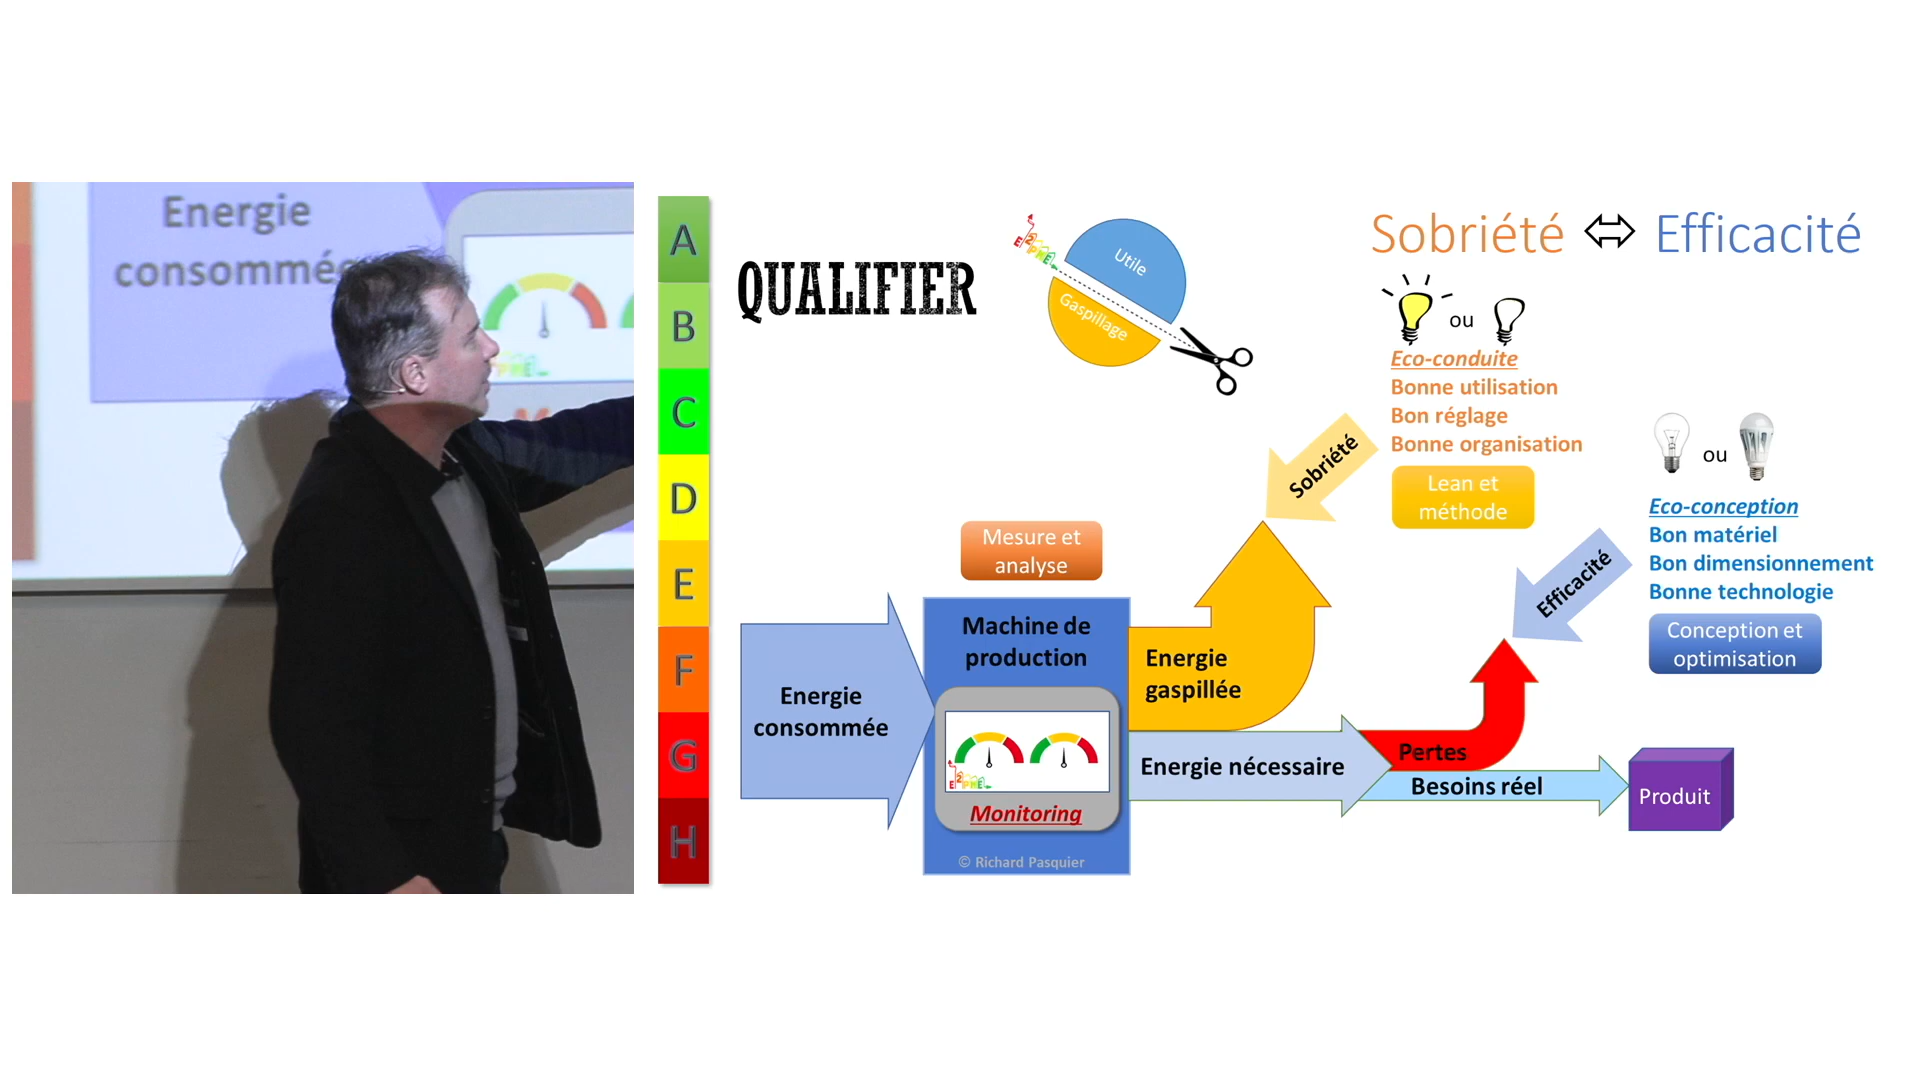 Energie
consommée
A
B
C
D
E
F
G
H
QUALIFIER
E2PME
Utile
Gaspillage
Sobriété ⇔ Efficacité
ou
Eco-conduite
Bonne utilisation
Bon réglage
Bonne organisation
Lean et
méthode
Sobriété
ou
Eco-conception
Bon matériel
Bon dimensionnement
Bonne technologie
Conception et
optimisation
Efficacité
Mesure et
analyse
Energie
consommée
Machine de
production
E2PME
Monitoring
© Richard Pasquier
Energie
gaspillée
Energie nécessaire
Pertes
Besoins réel
Produit